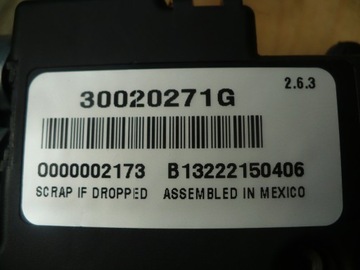 30020271G 2.6.3
0000002173 B13222150406
SCRAP IF DROPPED ASSEMBLED IN MEXICO